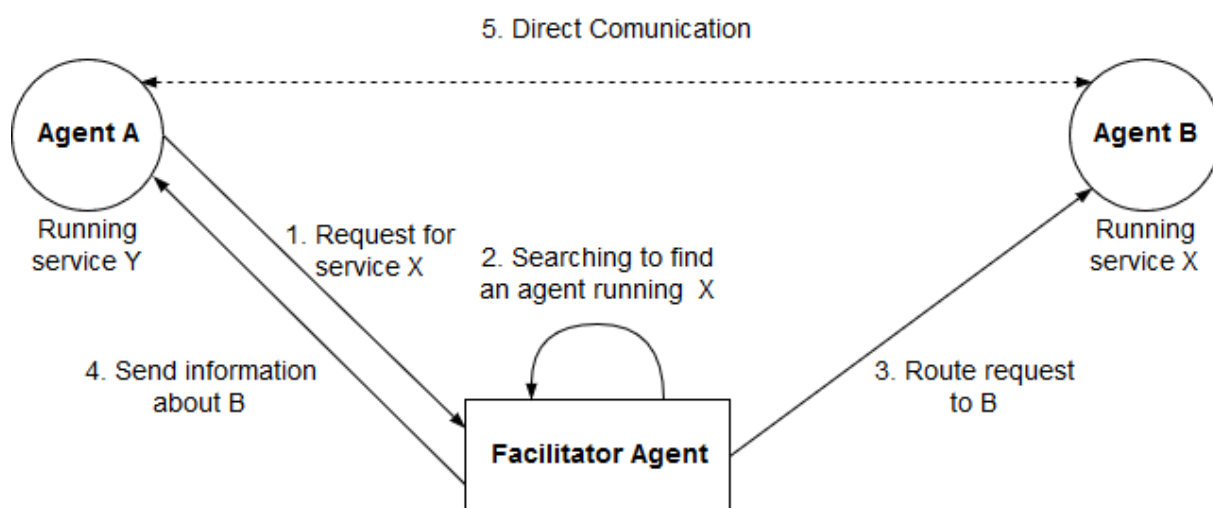 5. Direct Comunication
Agent A
Agent B
Running
service Y
Running
service X
1. Request for
service X
2. Searching to find
an agent running X
4. Send information
about B
3. Route request
to B
Facilitator Agent